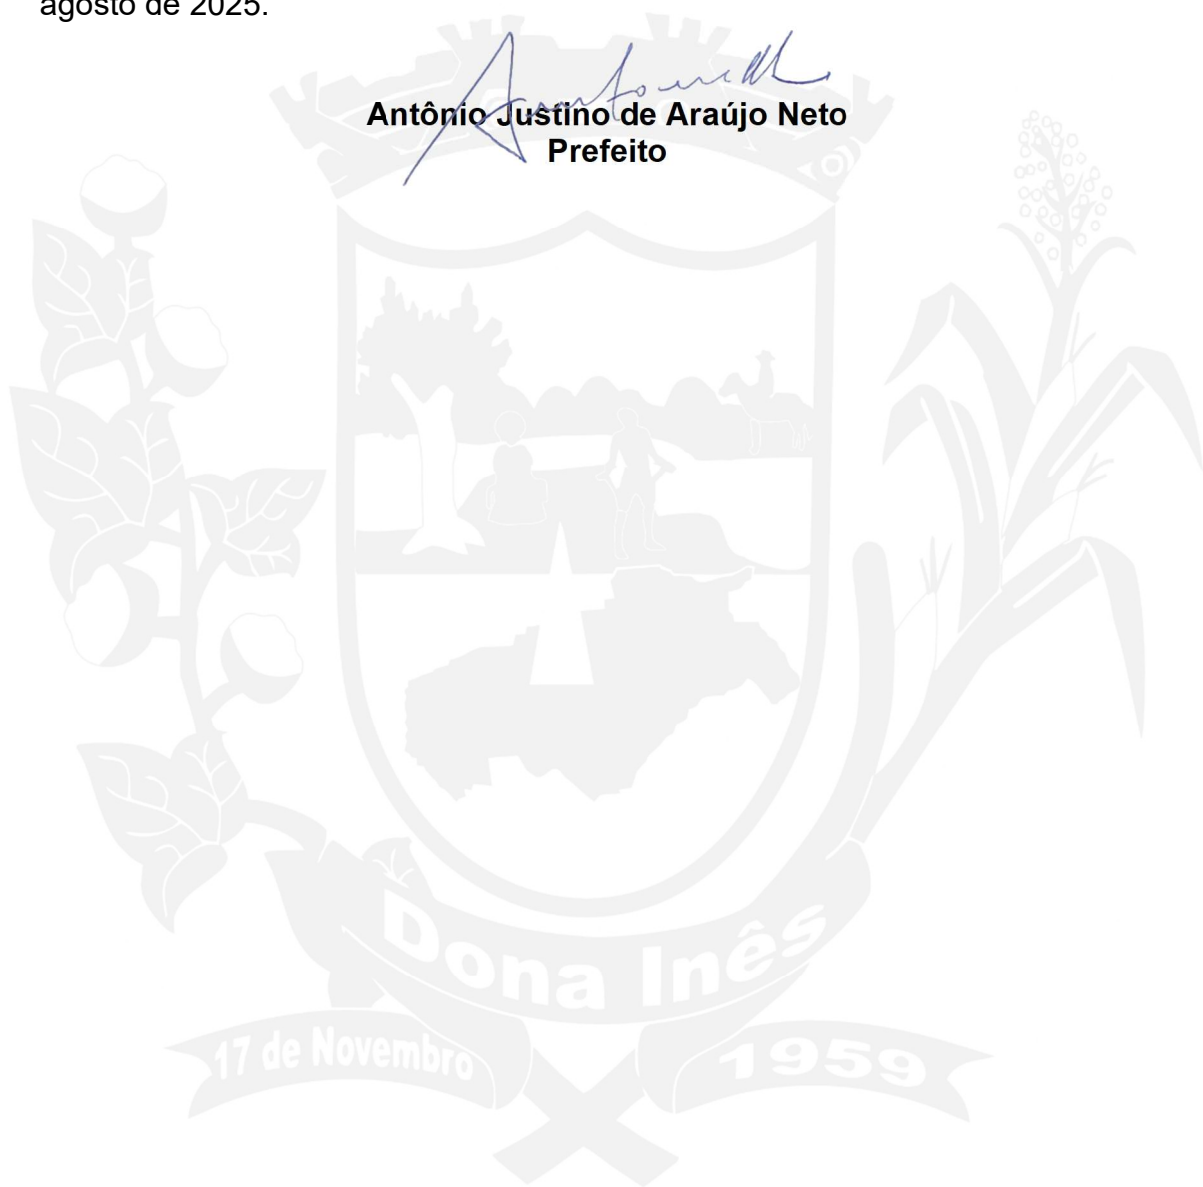 agosto de 2025.
Antônio Justino de Araújo Neto
Prefeito
Dona Inês
17 de Novembro
1959